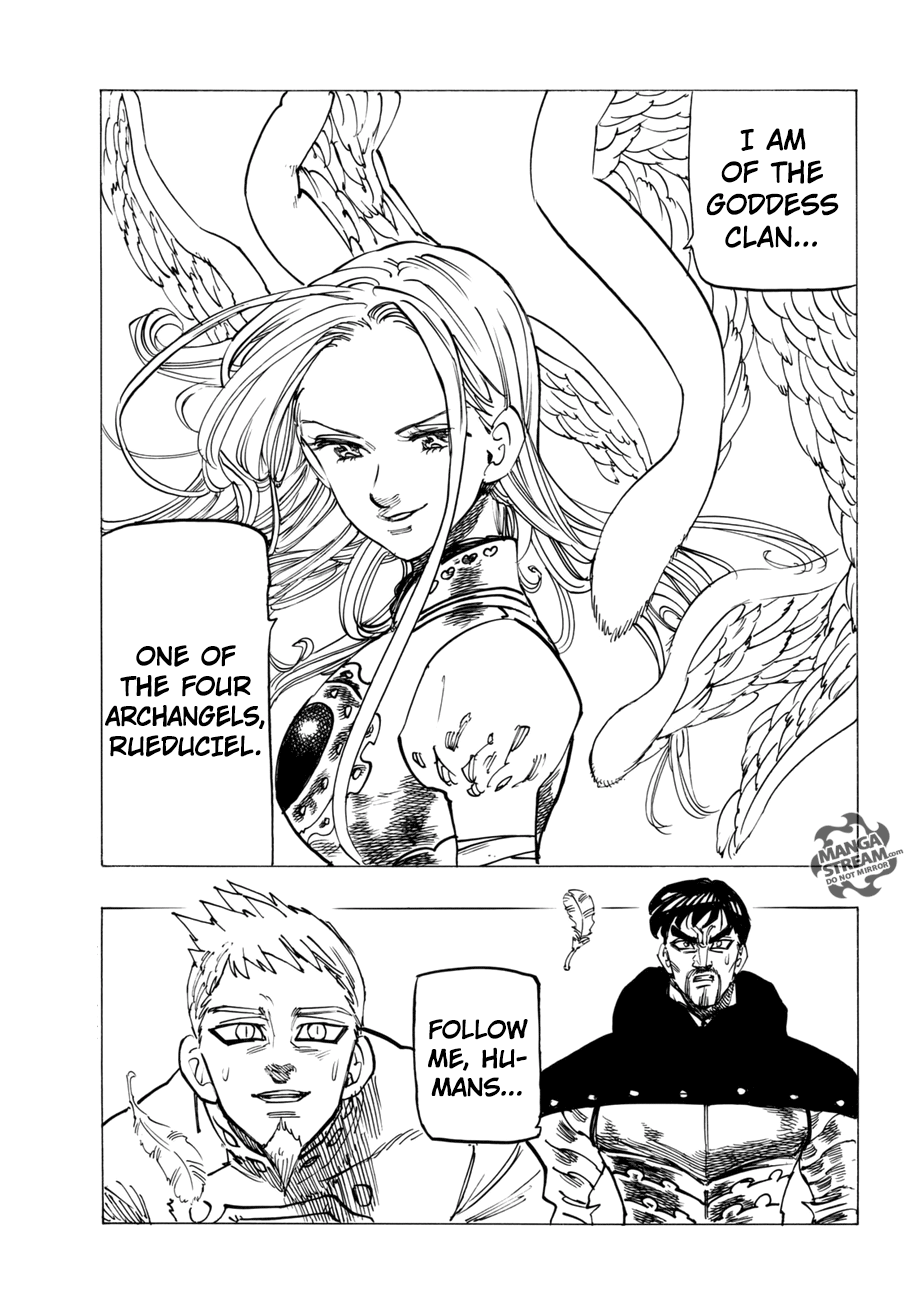 I AM
OF THE
GODDESS
CLAN...
ONE OF
THE FOUR
ARCHANGELS,
RUEDUCIEL.
MANGA
STREAM.com
DO NOT MIRROR
FOLLOW
ME, HU-
MANS...